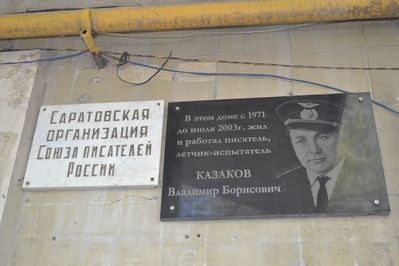 САРАТОВСКАЯ
ОРГАНИЗАЦИЯ
СОЮЗА ПИСАТЕЛЕЙ
РОССИИ
В этом доме с 1971
до июля 2003г. жил
и работал писатель,
летчик-испытатель
КАЗАКОВ
Владимир Борисович